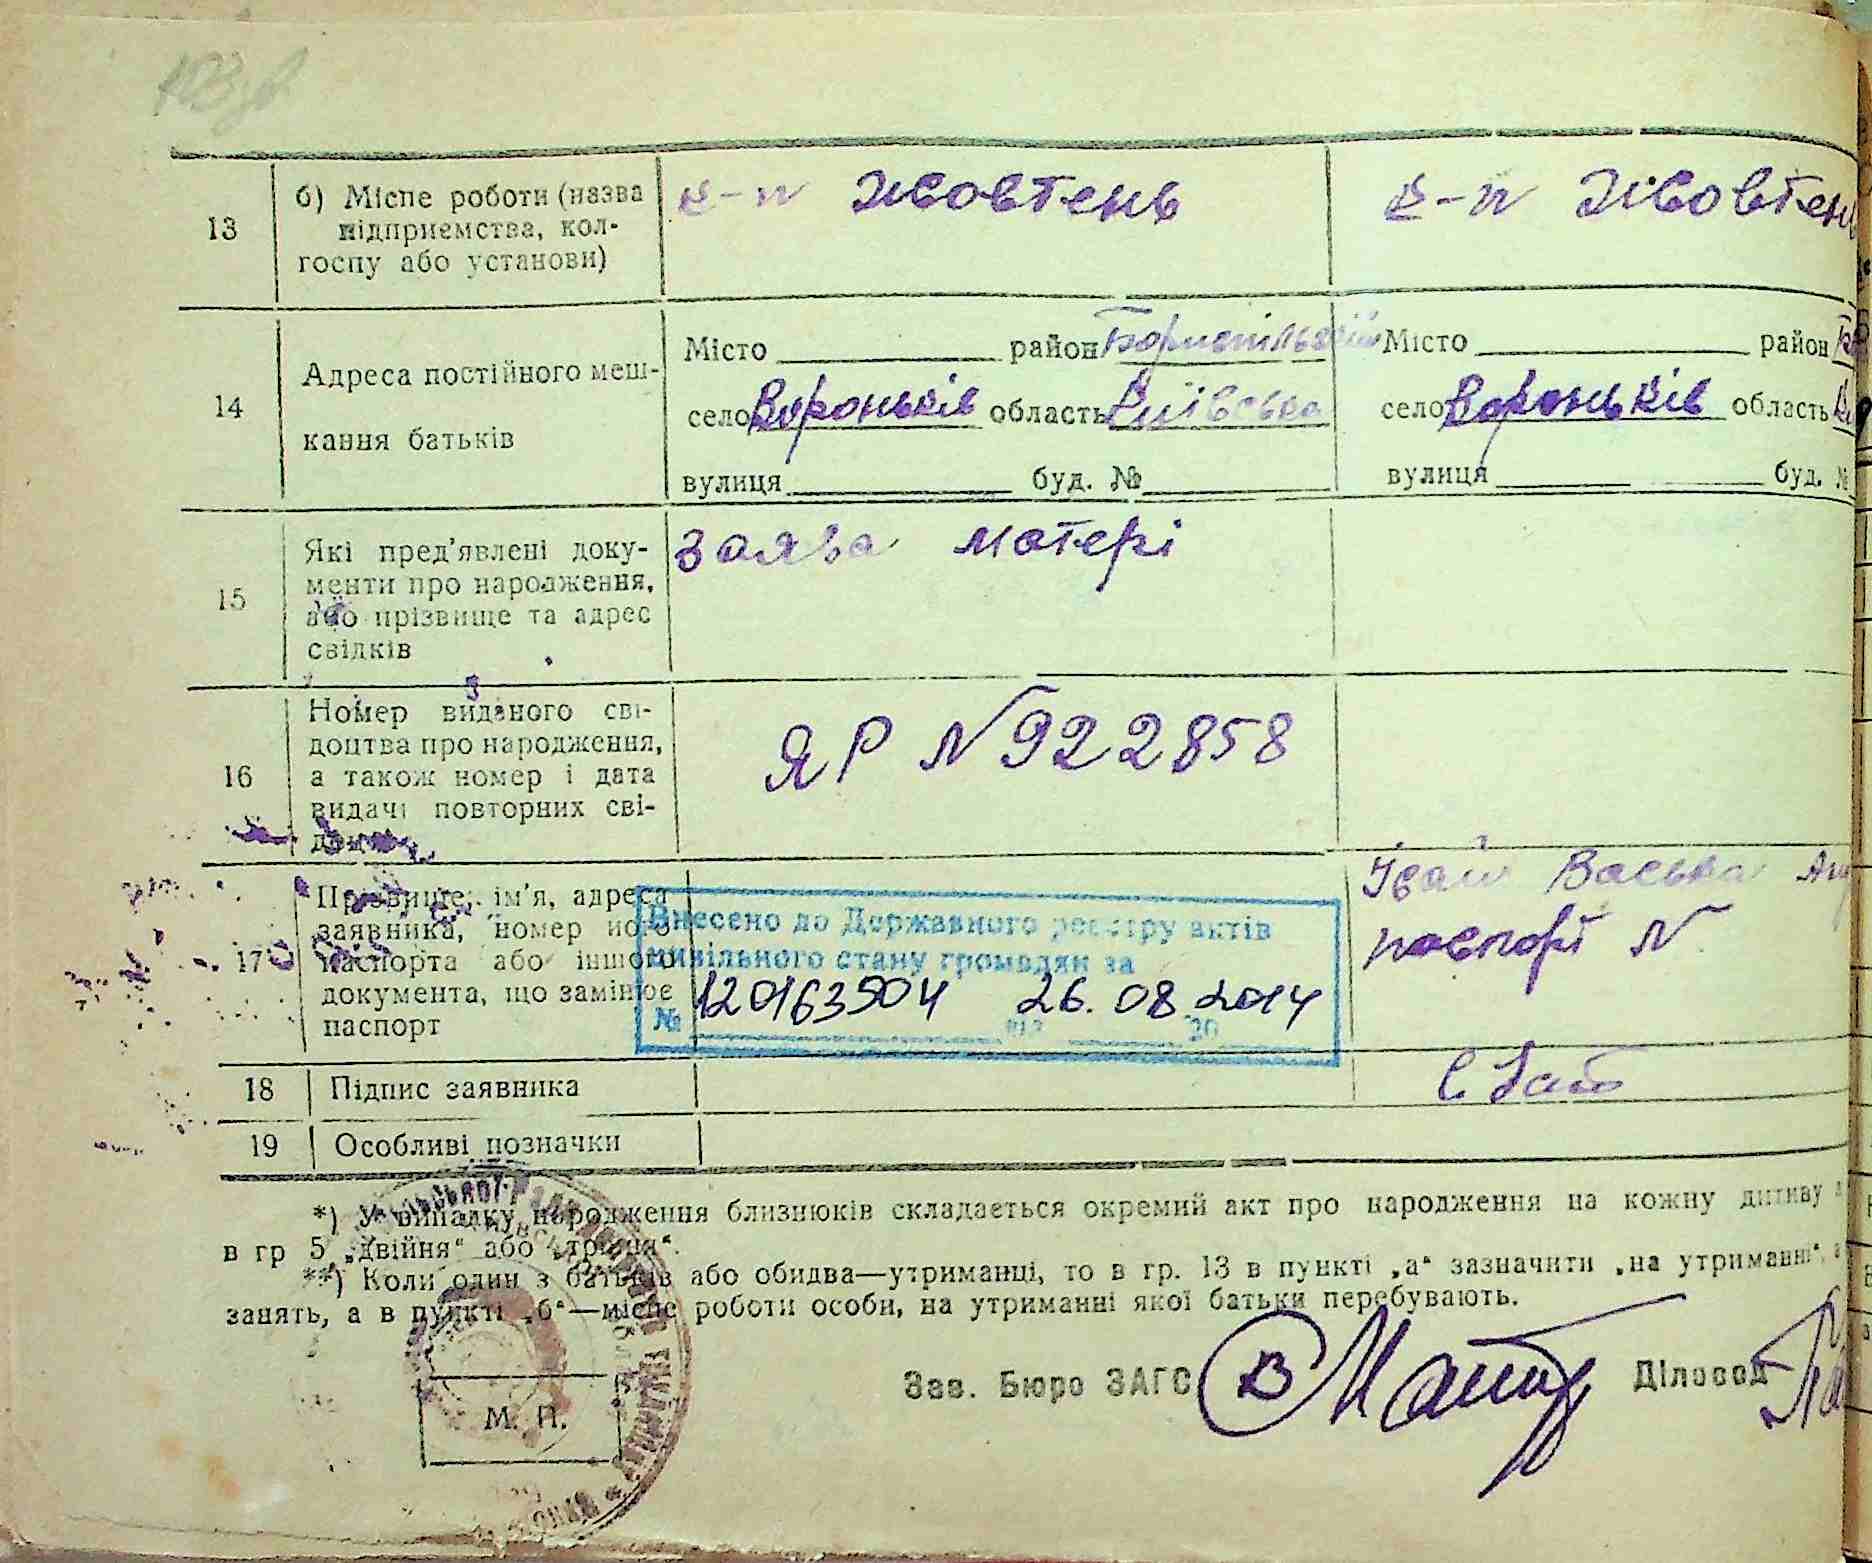 13
б) Місце роботи (назва
підприємства, кол-
госпу або установи)
к-п Жовтень
к-п Жовтень
14
Адреса постійного меш-
кання батьків
Місто район Бориспільський
село Вороньків область Київська
вулиця буд. №
Місто район
село Вороньків область
вулиця буд. №
15
Які пред'явлені доку-
менти про народження,
або прізвище та адрес
свідків
заява матері
16
Номер виданого сві-
доцтва про народження,
а також номер і дата
видачі повторних сві-
ЯР № 922858
17
Прізвище, ім'я, адреса
заявника, номер його
паспорта або іншого
документа, що замінює
паспорт
Внесено до Державного реєстру актів
цивільного стану громадян за
№ 120163504 від 26.08.2014
20
паспорт №
18
Підпис заявника
19
Особливі позначки
*) У випадку народження близнюків складається окремий акт про народження на кожну дитину
в гр 5 „двійня“ або „трійня“.
**) Коли один з батьків або обидва—утриманці, то в гр. 13 в пункті „а“ зазначити „на утриманні“,
занять, а в пункті „б“—місце роботи особи, на утриманні якої батьки перебувають.
Зав. Бюро ЗАГС
Діловод
М. П.